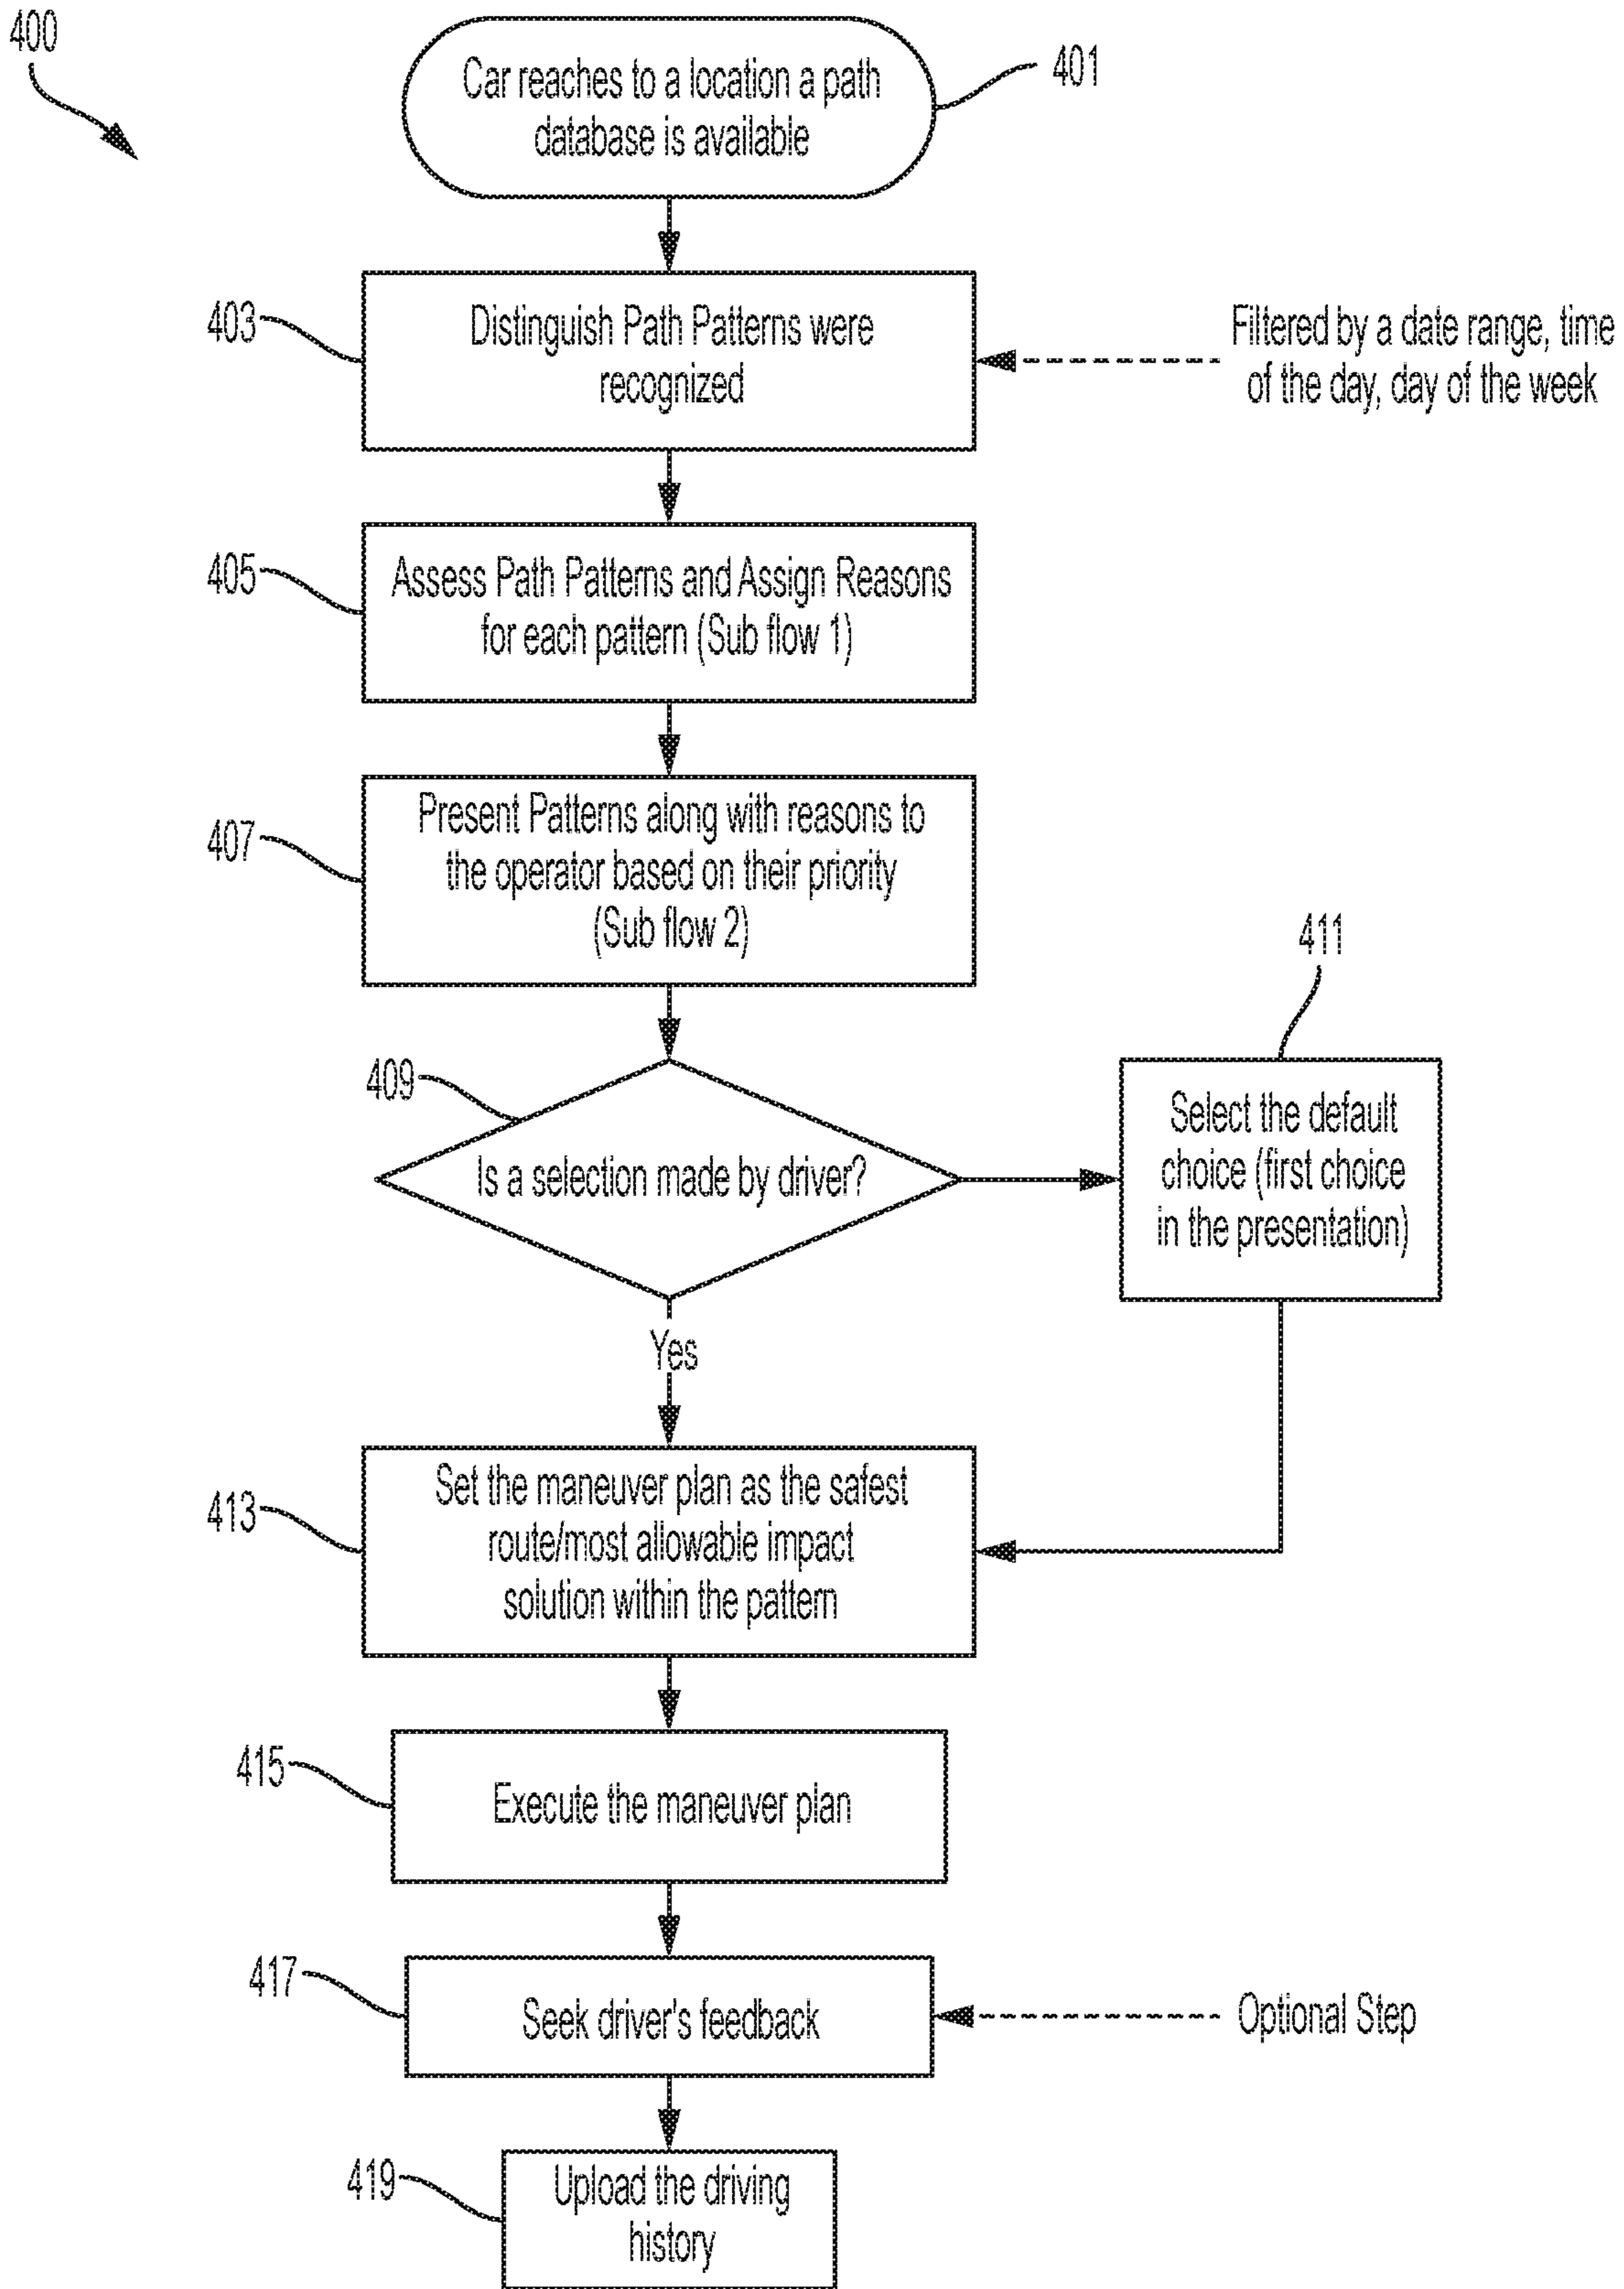 400
Car reaches to a location a path
database is available
401
403
Distinguish Path Patterns were
recognized
Filtered by a date range, time
of the day, day of the week
405
Assess Path Patterns and Assign Reasons
for each pattern (Sub flow 1)
407
Present Patterns along with reasons to
the operator based on their priority
(Sub flow 2)
409
Is a selection made by driver?
411
Select the default
choice (first choice
in the presentation)
Yes
413
Set the maneuver plan as the safest
route/most allowable impact
solution within the pattern
415
Execute the maneuver plan
417
Seek driver's feedback
Optional Step
419
Upload the driving
history